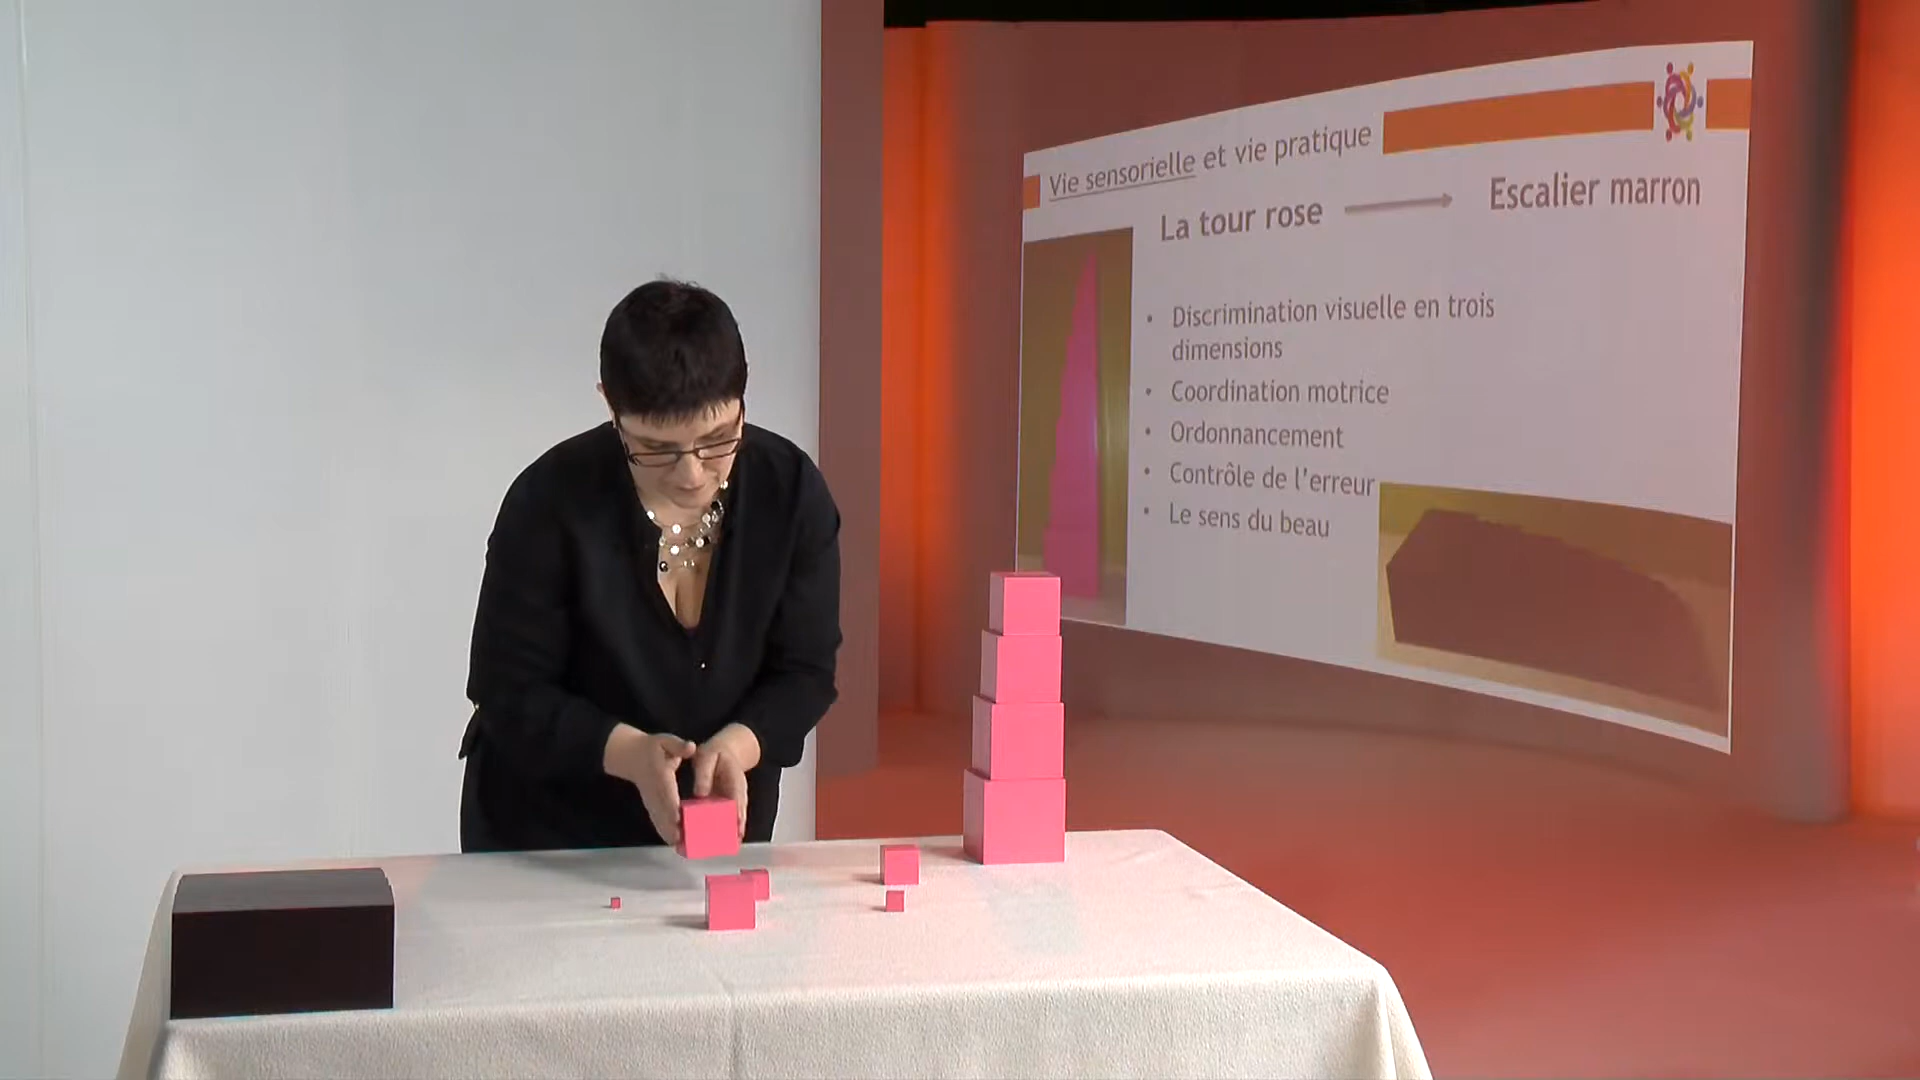 Vie sensorielle et vie pratique
La tour rose
Escalier marron
• Discrimination visuelle en trois
dimensions
• Coordination motrice
• Ordonnancement
• Contrôle de l'erreur
• Le sens du beau